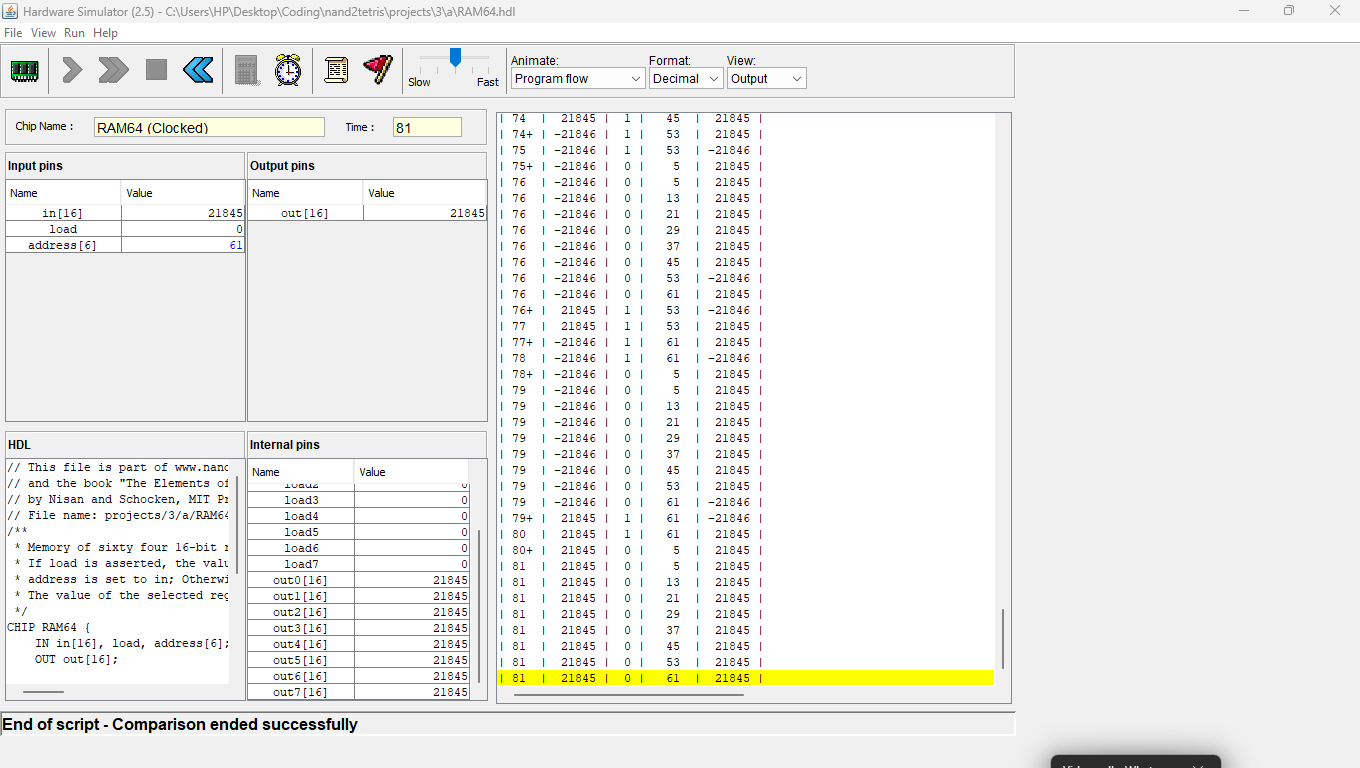 Hardware Simulator (2.5) - C:\Users\HP\Desktop\Coding\nand2tetris\projects\3\a\RAM64.hdl
File View Run Help
Slow Fast
Animate: Format: View:
Program flow Decimal Output
Chip Name : RAM64 (Clocked) Time : 81
Input pins
Name Value
in[16] 21845
load 0
address[6] 61
Output pins
Name Value
out[16] 21845
HDL
// This file is part of www.nand
// and the book "The Elements of
// by Nisan and Schocken, MIT Pr
// File name: projects/3/a/RAM64
/**
* Memory of sixty four 16-bit r
* If load is asserted, the valu
* address is set to in; Otherwi
* The value of the selected reg
*/
CHIP RAM64 {
IN in[16], load, address[6];
OUT out[16];
Internal pins
Name Value
load2 0
load3 0
load4 0
load5 0
load6 0
load7 0
out0[16] 21845
out1[16] 21845
out2[16] 21845
out3[16] 21845
out4[16] 21845
out5[16] 21845
out6[16] 21845
out7[16] 21845
| 74 | 21845 | 1 | 45 | 21845 |
| 74+ | -21846 | 1 | 53 | 21845 |
| 75 | -21846 | 1 | 53 | -21846 |
| 75+ | -21846 | 0 | 5 | 21845 |
| 76 | -21846 | 0 | 5 | 21845 |
| 76 | -21846 | 0 | 13 | 21845 |
| 76 | -21846 | 0 | 21 | 21845 |
| 76 | -21846 | 0 | 29 | 21845 |
| 76 | -21846 | 0 | 37 | 21845 |
| 76 | -21846 | 0 | 45 | 21845 |
| 76 | -21846 | 0 | 53 | -21846 |
| 76 | -21846 | 0 | 61 | 21845 |
| 76+ | 21845 | 1 | 53 | -21846 |
| 77 | 21845 | 1 | 53 | 21845 |
| 77+ | -21846 | 1 | 61 | 21845 |
| 78 | -21846 | 1 | 61 | -21846 |
| 78+ | -21846 | 0 | 5 | 21845 |
| 79 | -21846 | 0 | 5 | 21845 |
| 79 | -21846 | 0 | 13 | 21845 |
| 79 | -21846 | 0 | 21 | 21845 |
| 79 | -21846 | 0 | 29 | 21845 |
| 79 | -21846 | 0 | 37 | 21845 |
| 79 | -21846 | 0 | 45 | 21845 |
| 79 | -21846 | 0 | 53 | 21845 |
| 79 | -21846 | 0 | 61 | -21846 |
| 79+ | 21845 | 1 | 61 | -21846 |
| 80 | 21845 | 1 | 61 | 21845 |
| 80+ | 21845 | 0 | 5 | 21845 |
| 81 | 21845 | 0 | 5 | 21845 |
| 81 | 21845 | 0 | 13 | 21845 |
| 81 | 21845 | 0 | 21 | 21845 |
| 81 | 21845 | 0 | 29 | 21845 |
| 81 | 21845 | 0 | 37 | 21845 |
| 81 | 21845 | 0 | 45 | 21845 |
| 81 | 21845 | 0 | 53 | 21845 |
| 81 | 21845 | 0 | 61 | 21845 |
End of script - Comparison ended successfully